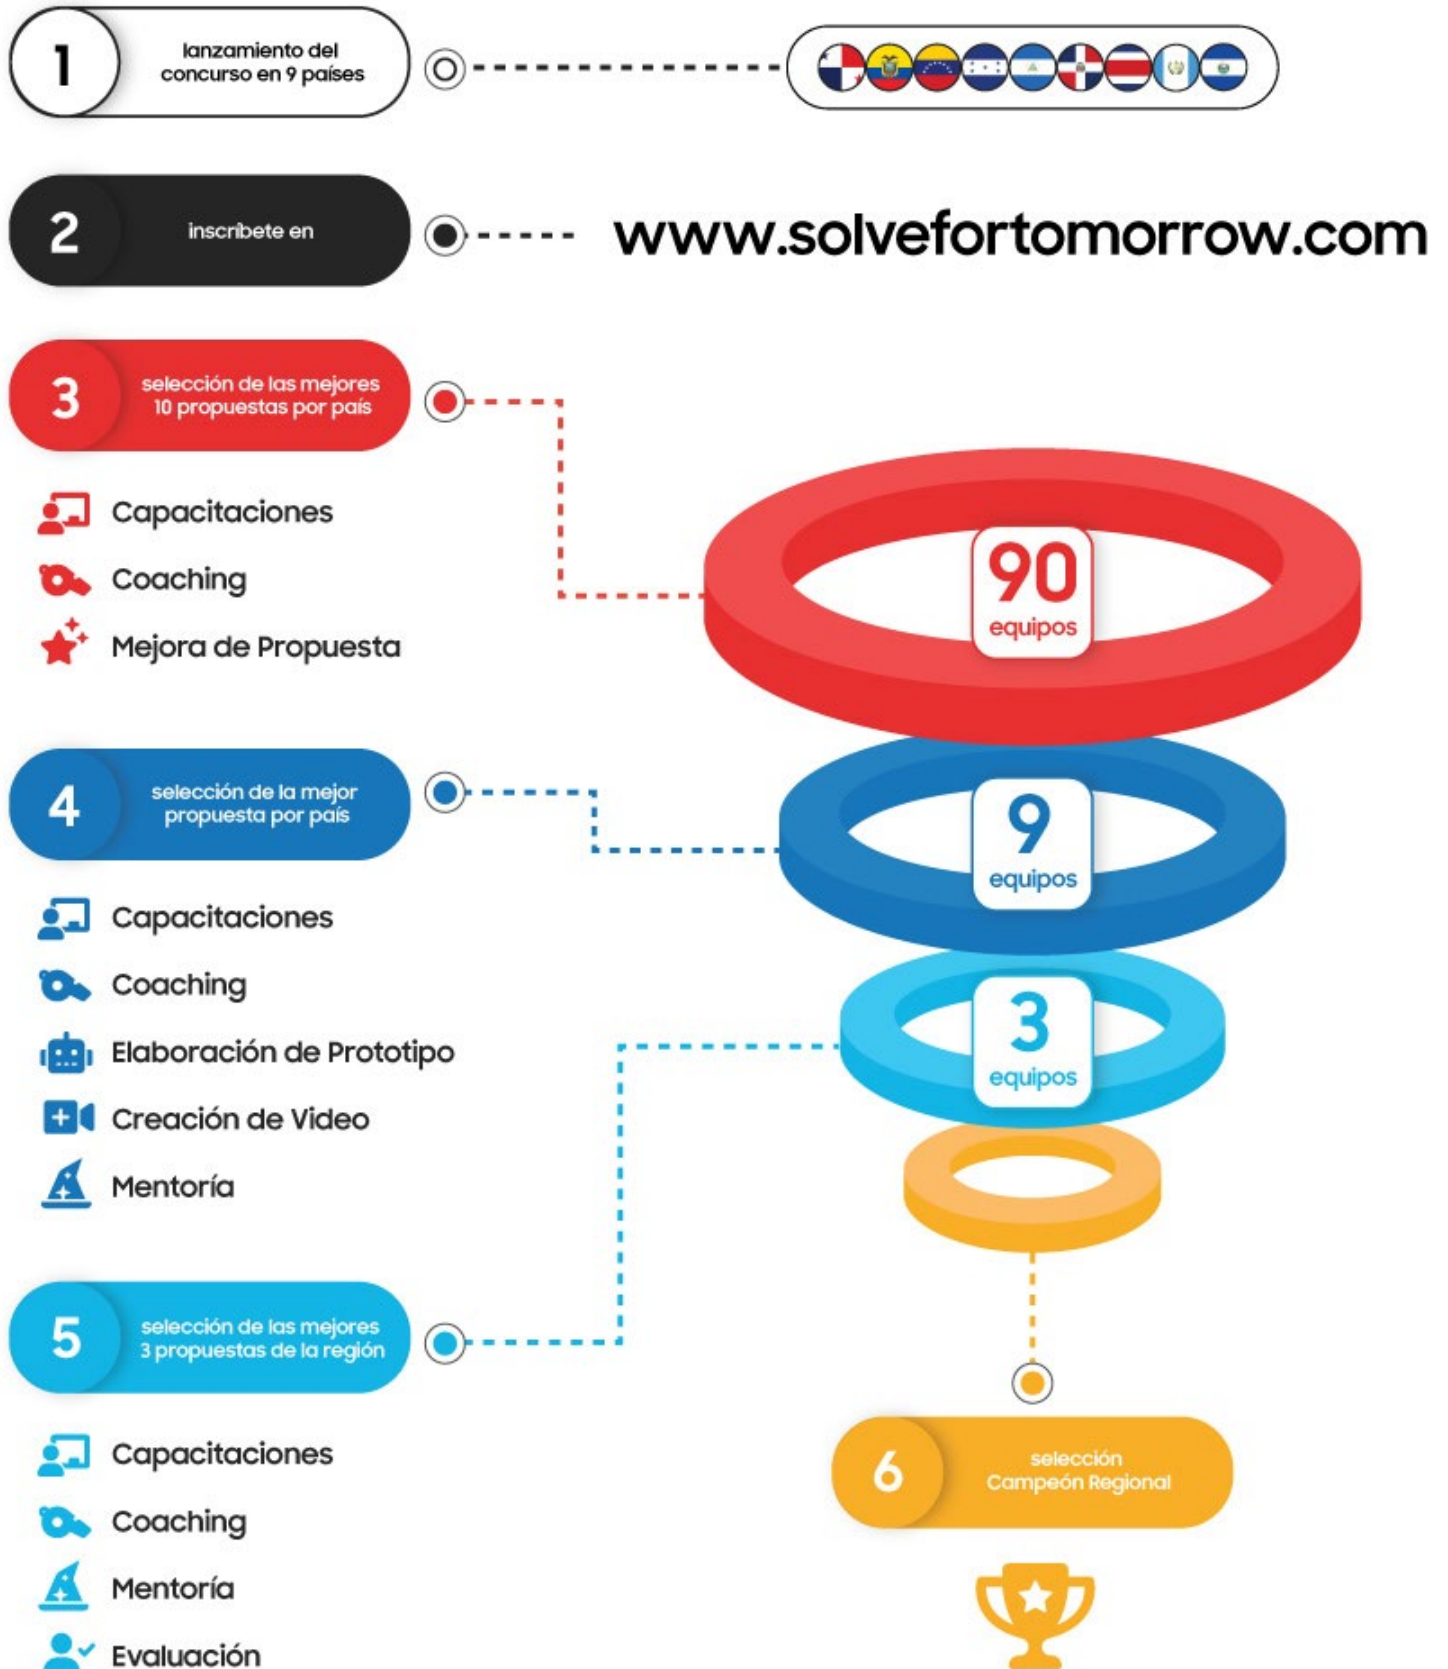 1
lanzamiento del
concurso en 9 países
2
inscríbete en
www.solvefortomorrow.com
3
selección de las mejores
10 propuestas por país
Capacitaciones
Coaching
Mejora de Propuesta
90
equipos
4
selección de la mejor
propuesta por país
9
equipos
Capacitaciones
Coaching
Elaboración de Prototipo
Creación de Video
Mentoría
3
equipos
5
selección de las mejores
3 propuestas de la región
Capacitaciones
Coaching
Mentoría
Evaluación
6
selección
Campeón Regional